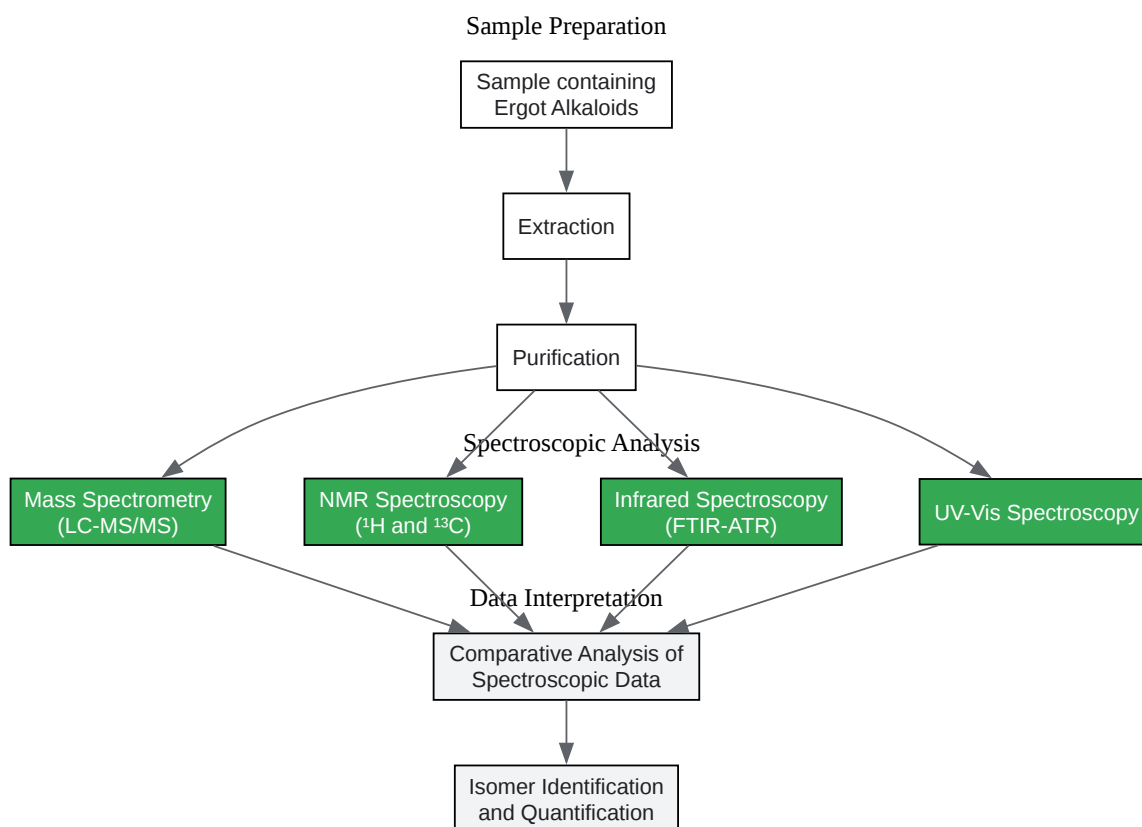 Sample Preparation
Sample containing
Ergot Alkaloids
Extraction
Purification
Spectroscopic Analysis
Mass Spectrometry
(LC-MS/MS)
NMR Spectroscopy
(¹H and ¹³C)
Infrared Spectroscopy
(FTIR-ATR)
UV-Vis Spectroscopy
Data Interpretation
Comparative Analysis of
Spectroscopic Data
Isomer Identification
and Quantification